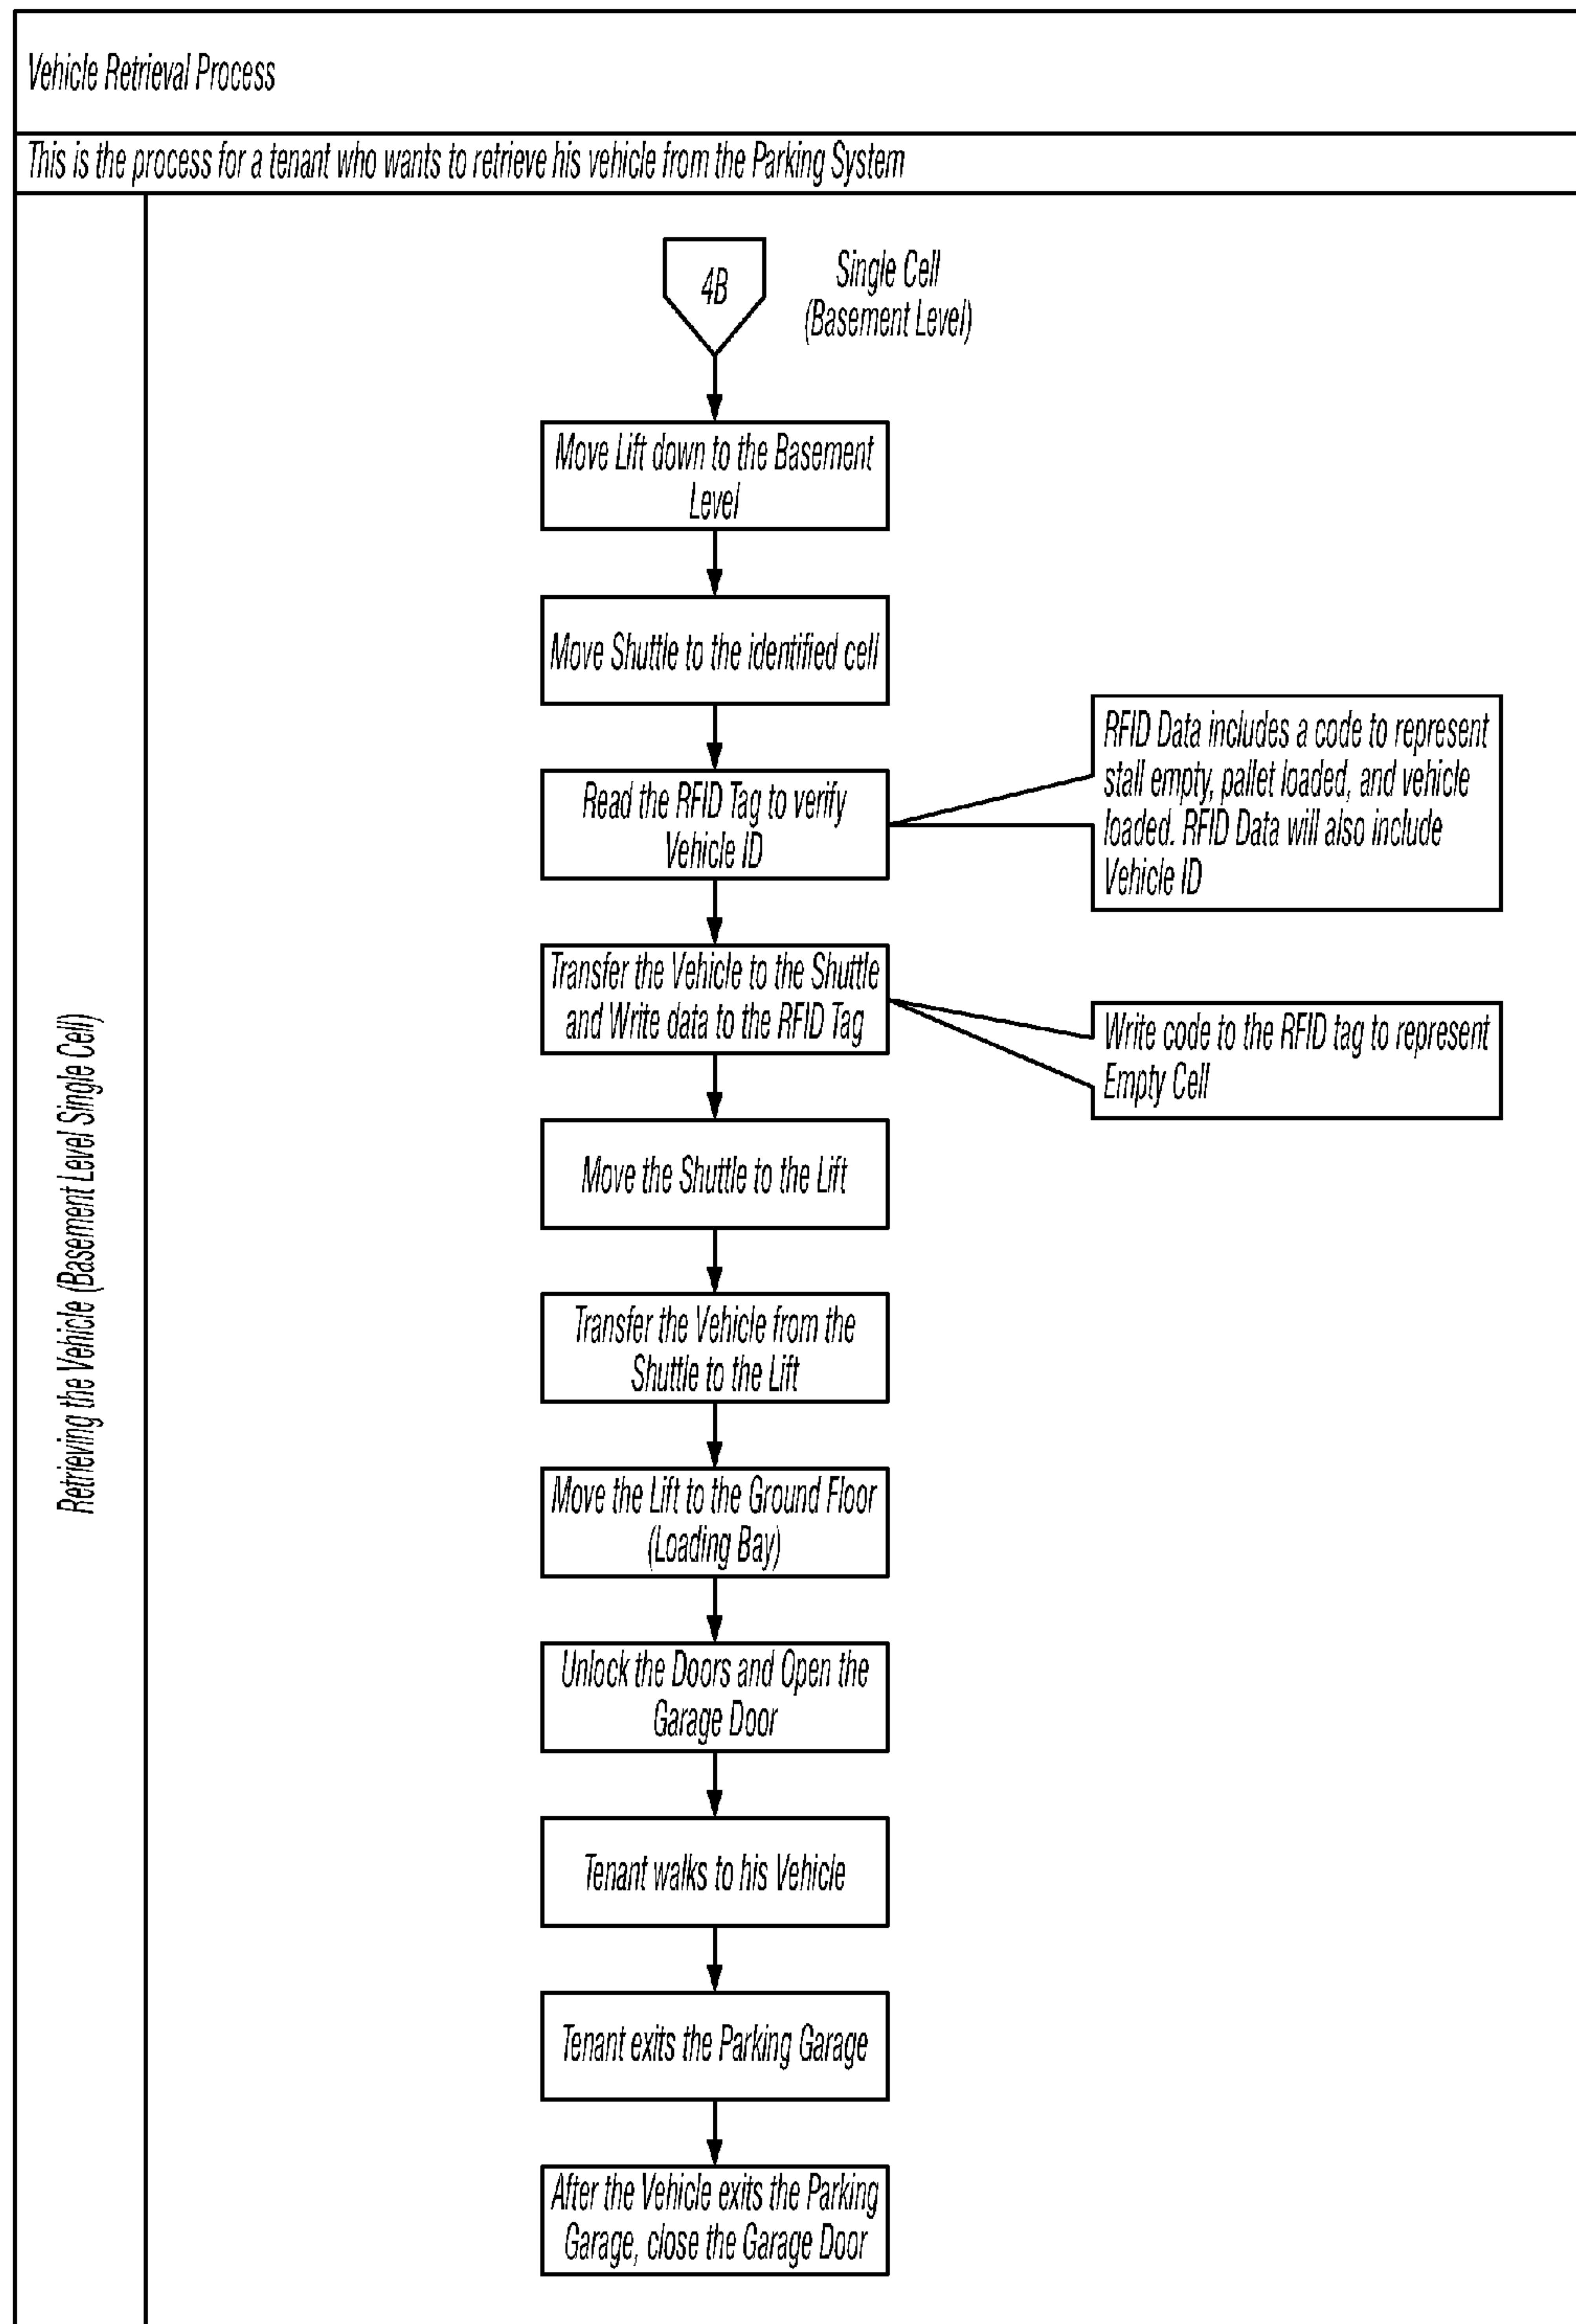 Vehicle Retrieval Process
This is the process for a tenant who wants to retrieve his vehicle from the Parking System
Retrieving the Vehicle (Basement Level Single Cell)
4B
Single Cell
(Basement Level)
Move Lift down to the Basement
Level
Move Shuttle to the identified cell
Read the RFID Tag to verify
Vehicle ID
RFID Data includes a code to represent
stall empty, pallet loaded, and vehicle
loaded. RFID Data will also include
Vehicle ID
Transfer the Vehicle to the Shuttle
and Write data to the RFID Tag
Write code to the RFID tag to represent
Empty Cell
Move the Shuttle to the Lift
Transfer the Vehicle from the
Shuttle to the Lift
Move the Lift to the Ground Floor
(Loading Bay)
Unlock the Doors and Open the
Garage Door
Tenant walks to his Vehicle
Tenant exits the Parking Garage
After the Vehicle exits the Parking
Garage, close the Garage Door